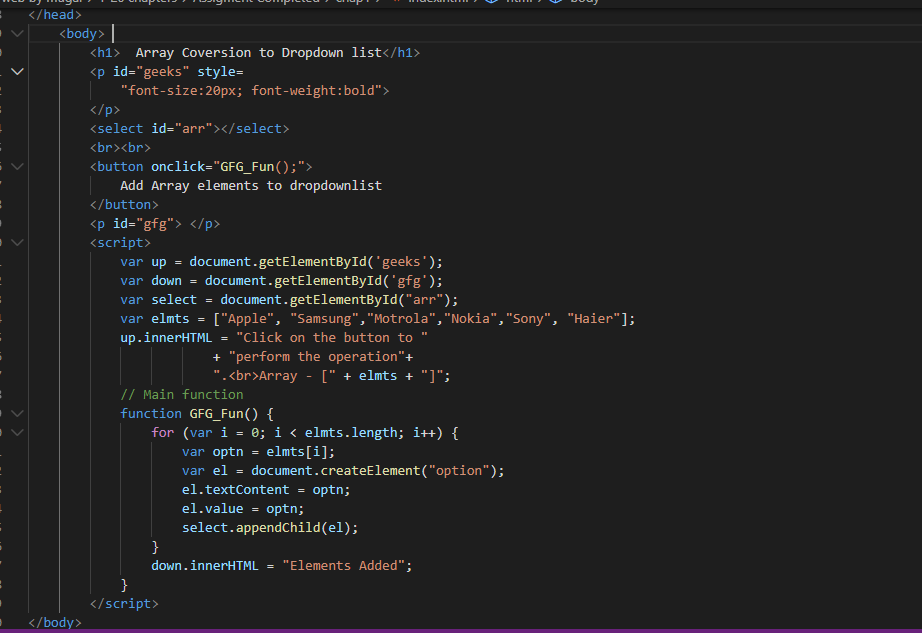 </head>
<body>
<h1>  Array Coversion to Dropdown list</h1>
<p id="geeks" style=
"font-size:20px; font-weight:bold">
</p>
<select id="arr"></select>
<br><br>
<button onclick="GFG_Fun();">
Add Array elements to dropdownlist
</button>
<p id="gfg"> </p>
<script>
var up = document.getElementById('geeks');
var down = document.getElementById('gfg');
var select = document.getElementById("arr");
var elmts = ["Apple", "Samsung","Motrola","Nokia","Sony", "Haier"];
up.innerHTML = "Click on the button to "
+ "perform the operation"+
".<br>Array - [" + elmts + "]";
// Main function
function GFG_Fun() {
for (var i = 0; i < elmts.length; i++) {
var optn = elmts[i];
var el = document.createElement("option");
el.textContent = optn;
el.value = optn;
select.appendChild(el);
}
down.innerHTML = "Elements Added";
}
</script>
</body>